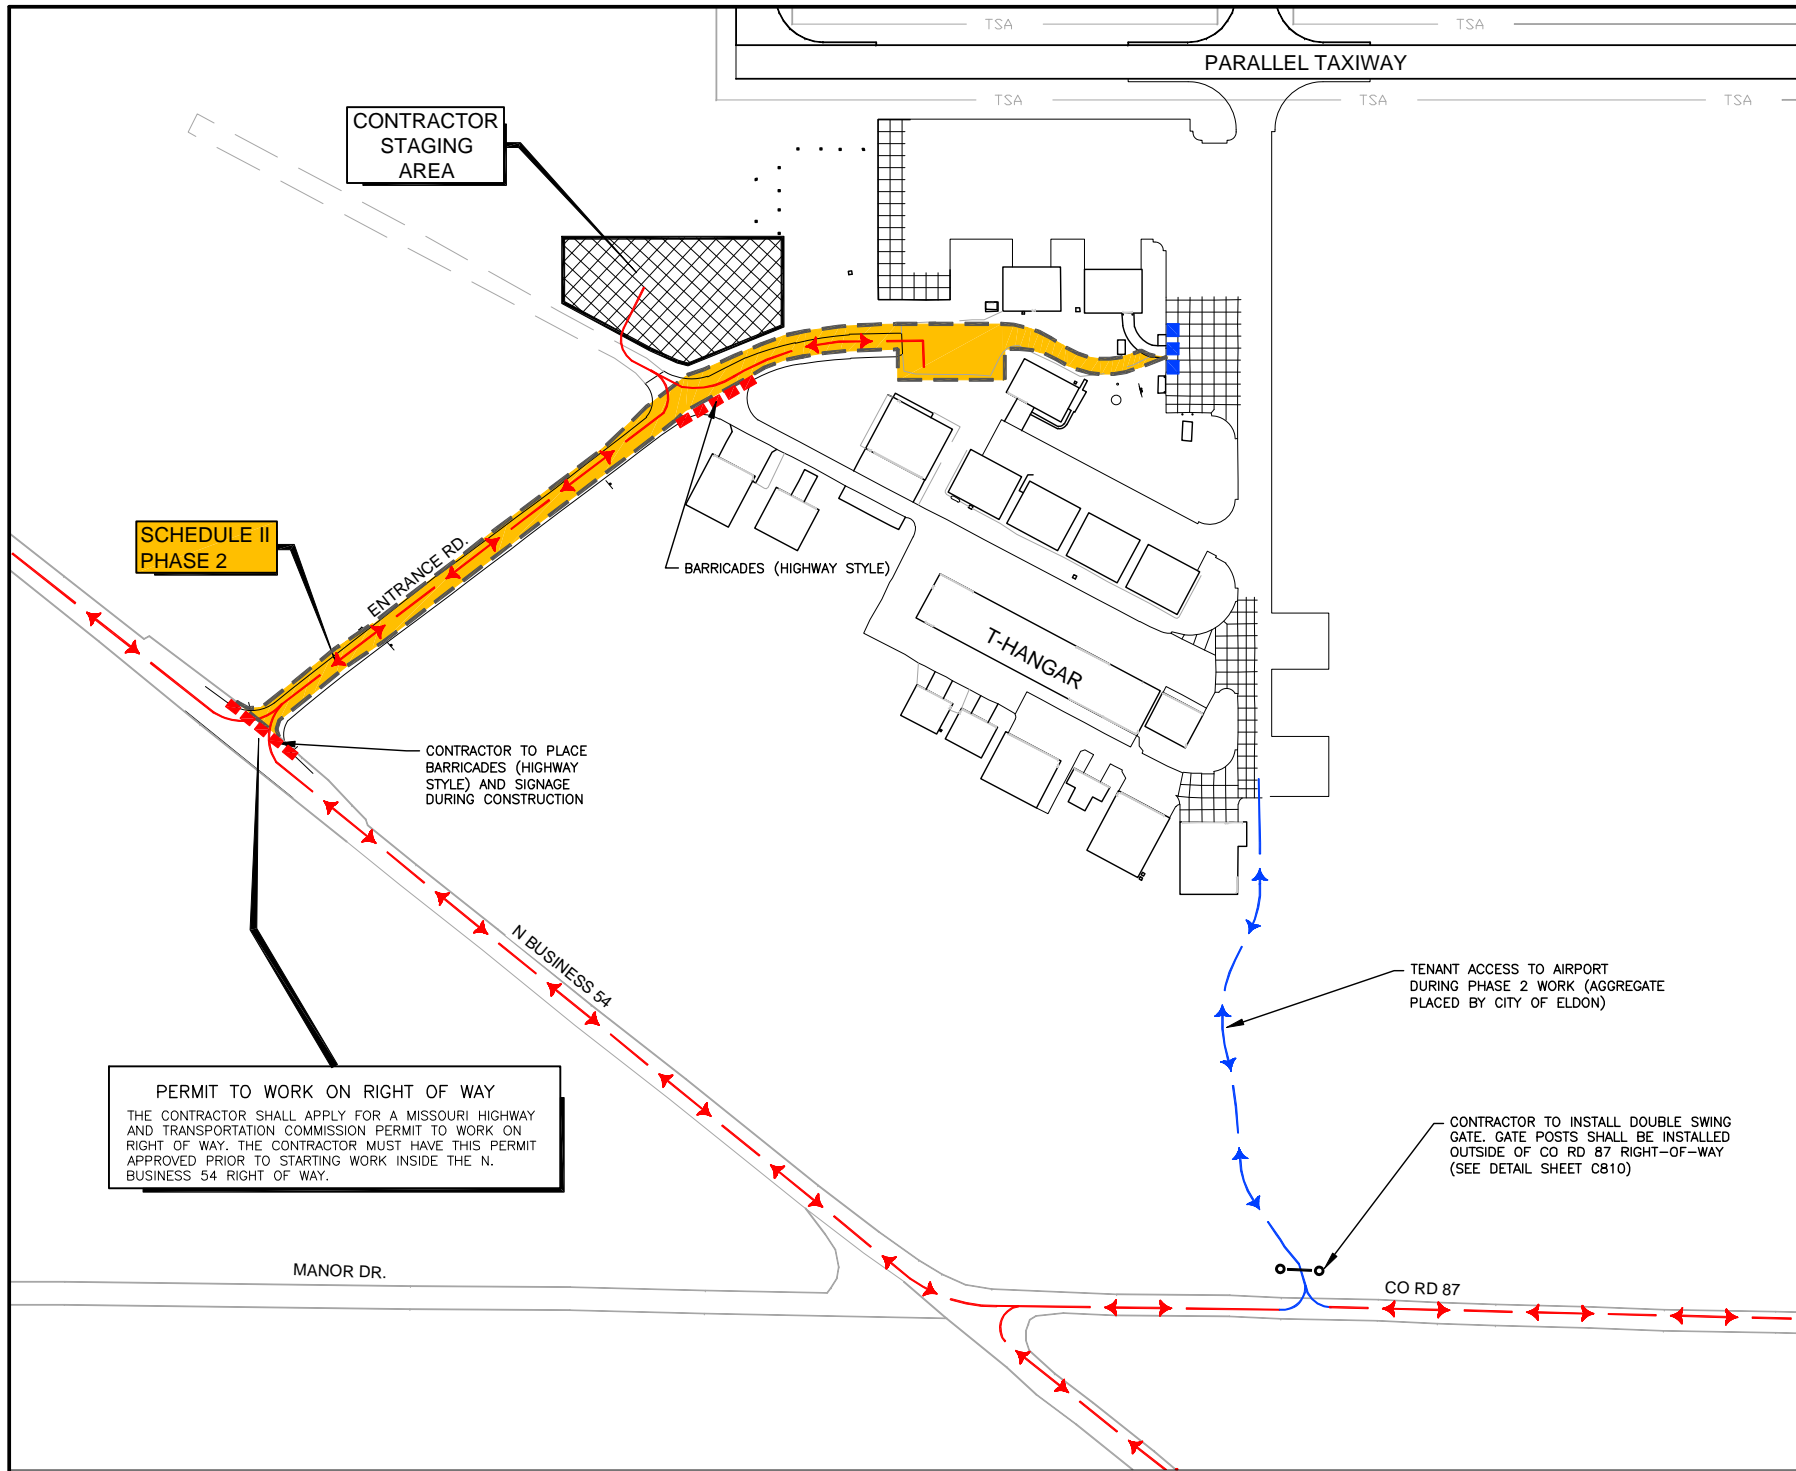 TSA
TSA
PARALLEL TAXIWAY
TSA
TSA
TSA
CONTRACTOR
STAGING
AREA
SCHEDULE II
PHASE 2
ENTRANCE RD.
BARRICADES (HIGHWAY STYLE)
T-HANGAR
CONTRACTOR TO PLACE
BARRICADES (HIGHWAY
STYLE) AND SIGNAGE
DURING CONSTRUCTION
N BUSINESS 54
TENANT ACCESS TO AIRPORT
DURING PHASE 2 WORK (AGGREGATE
PLACED BY CITY OF ELDON)
PERMIT TO WORK ON RIGHT OF WAY
THE CONTRACTOR SHALL APPLY FOR A MISSOURI HIGHWAY
AND TRANSPORTATION COMMISSION PERMIT TO WORK ON
RIGHT OF WAY. THE CONTRACTOR MUST HAVE THIS PERMIT
APPROVED PRIOR TO STARTING WORK INSIDE THE N.
BUSINESS 54 RIGHT OF WAY.
CONTRACTOR TO INSTALL DOUBLE SWING
GATE. GATE POSTS SHALL BE INSTALLED
OUTSIDE OF CO RD 87 RIGHT-OF-WAY
(SEE DETAIL SHEET C810)
MANOR DR.
CO RD 87